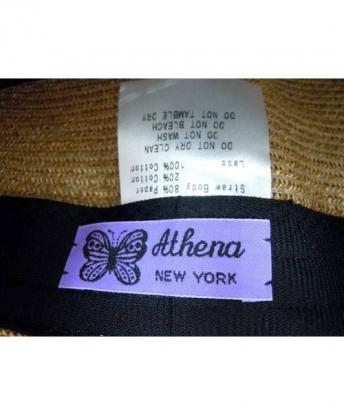 Athena
NEW YORK
Straw Body 80% Paper
20% Cotton
Lace 100% Cotton
DO NOT DRY CLEAN
DO NOT WASH
DO NOT BLEACH
DO NOT TAMBLE DRY